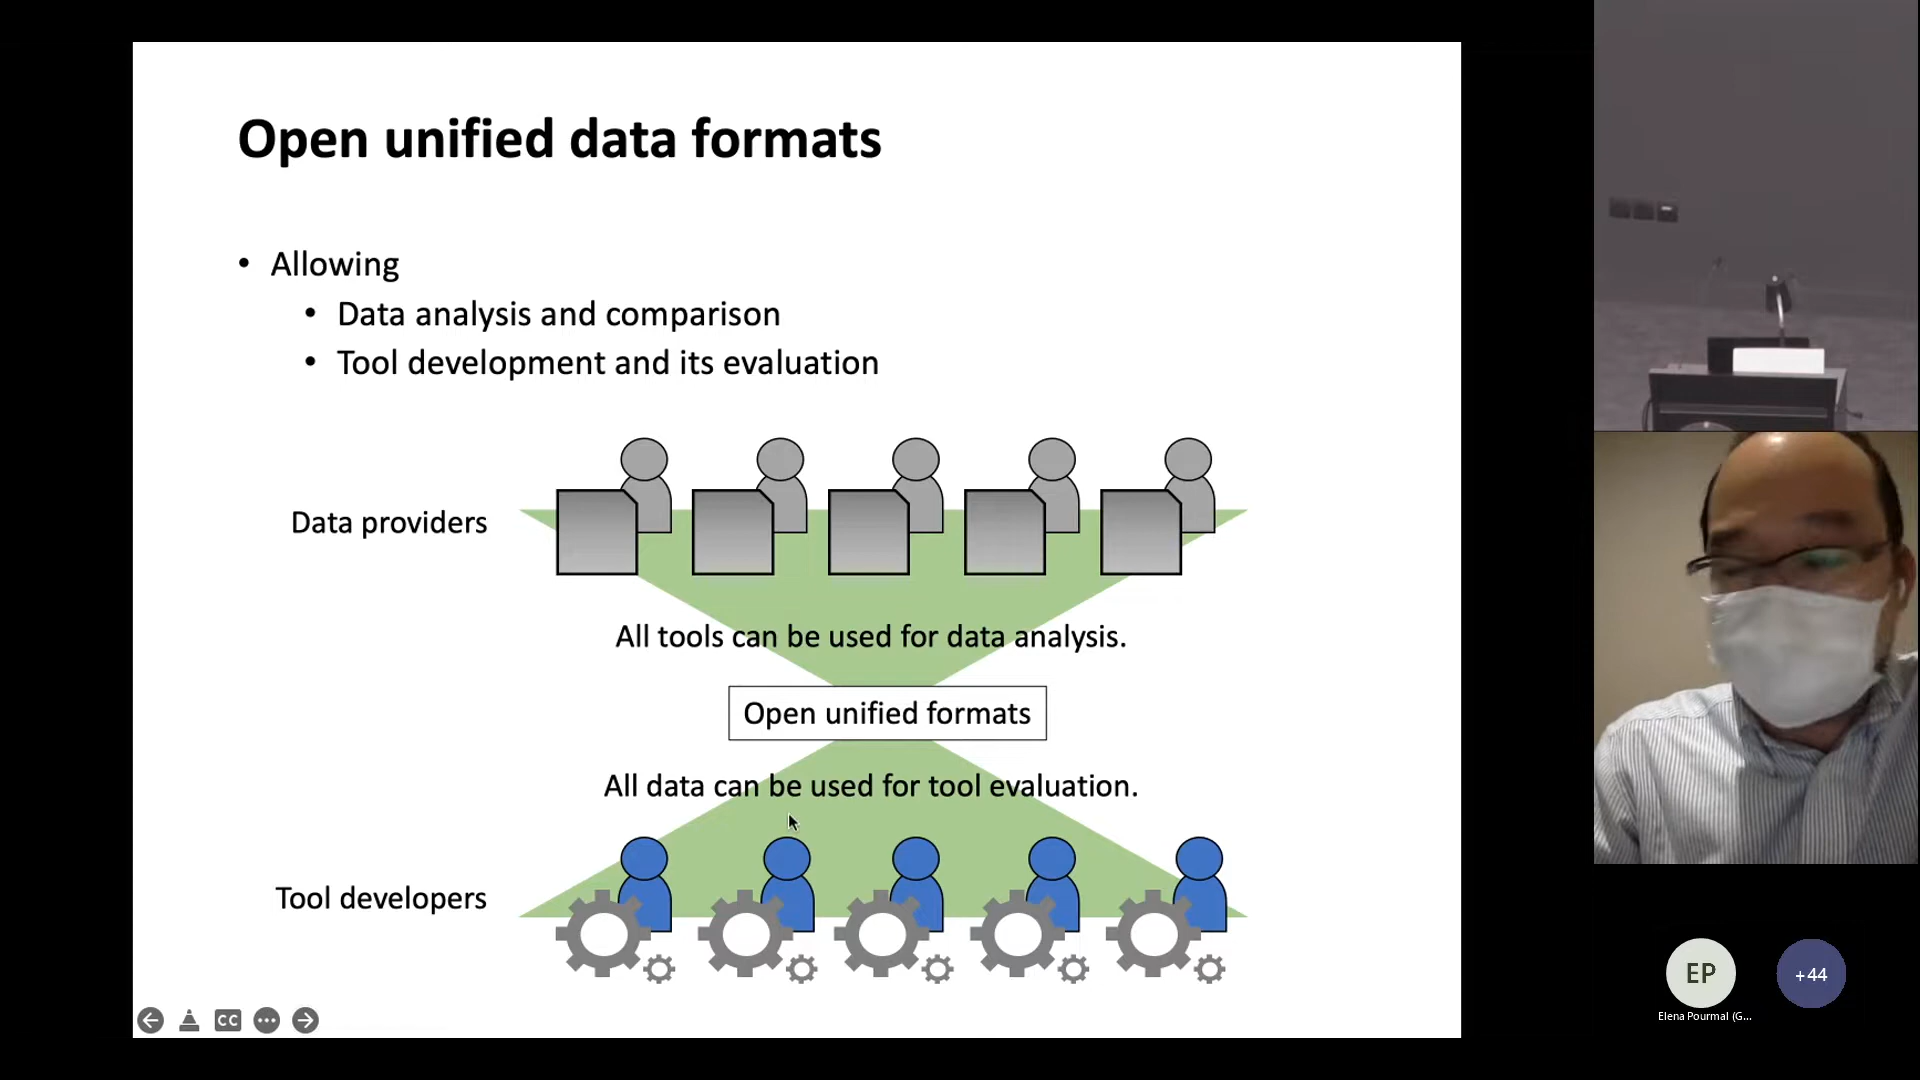 Open unified data formats
• Allowing
• Data analysis and comparison
• Tool development and its evaluation
Data providers
All tools can be used for data analysis.
Open unified formats
All data can be used for tool evaluation.
Tool developers
CC
EP
+44
Elena Pourmal (G...